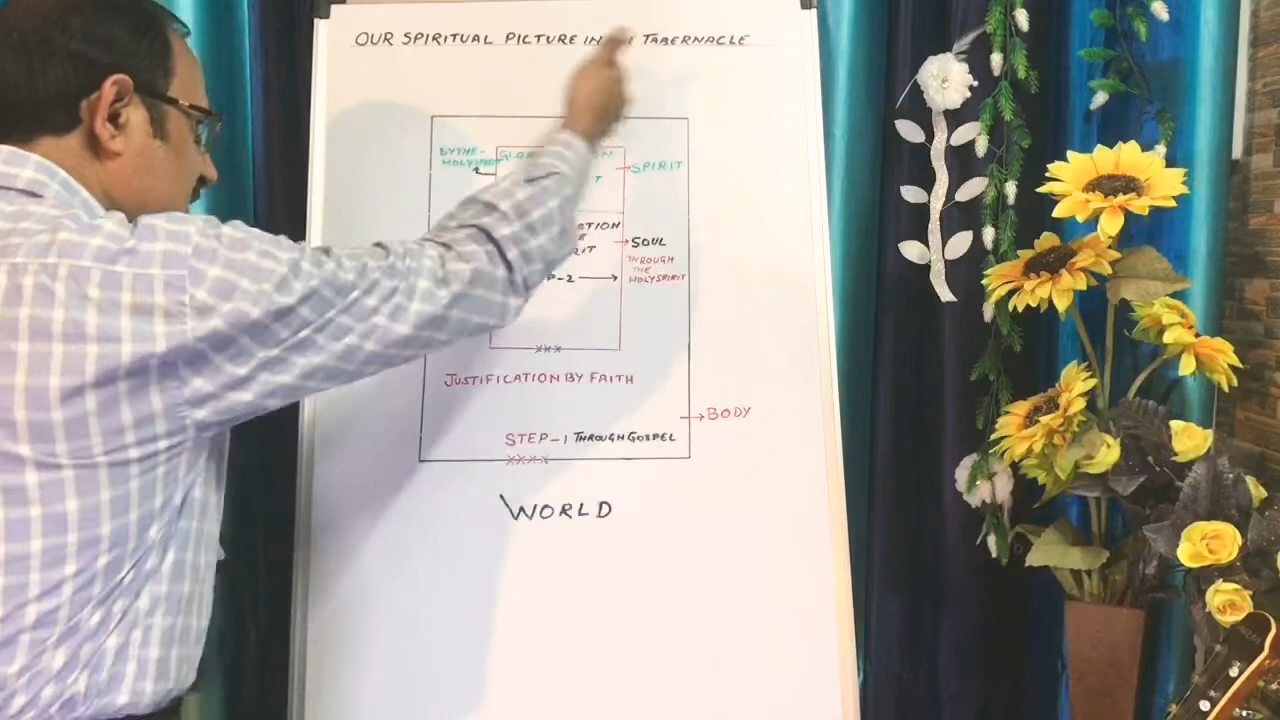 OUR SPIRITUAL PICTURE IN TABERNACLE
BY THE-
HOLYSPIRIT
SPIRIT
SOUL
THROUGH
THE
HOLYSPIRIT
JUSTIFICATION BY FAITH
BODY
STEP-1 THROUGH GOSPEL
WORLD